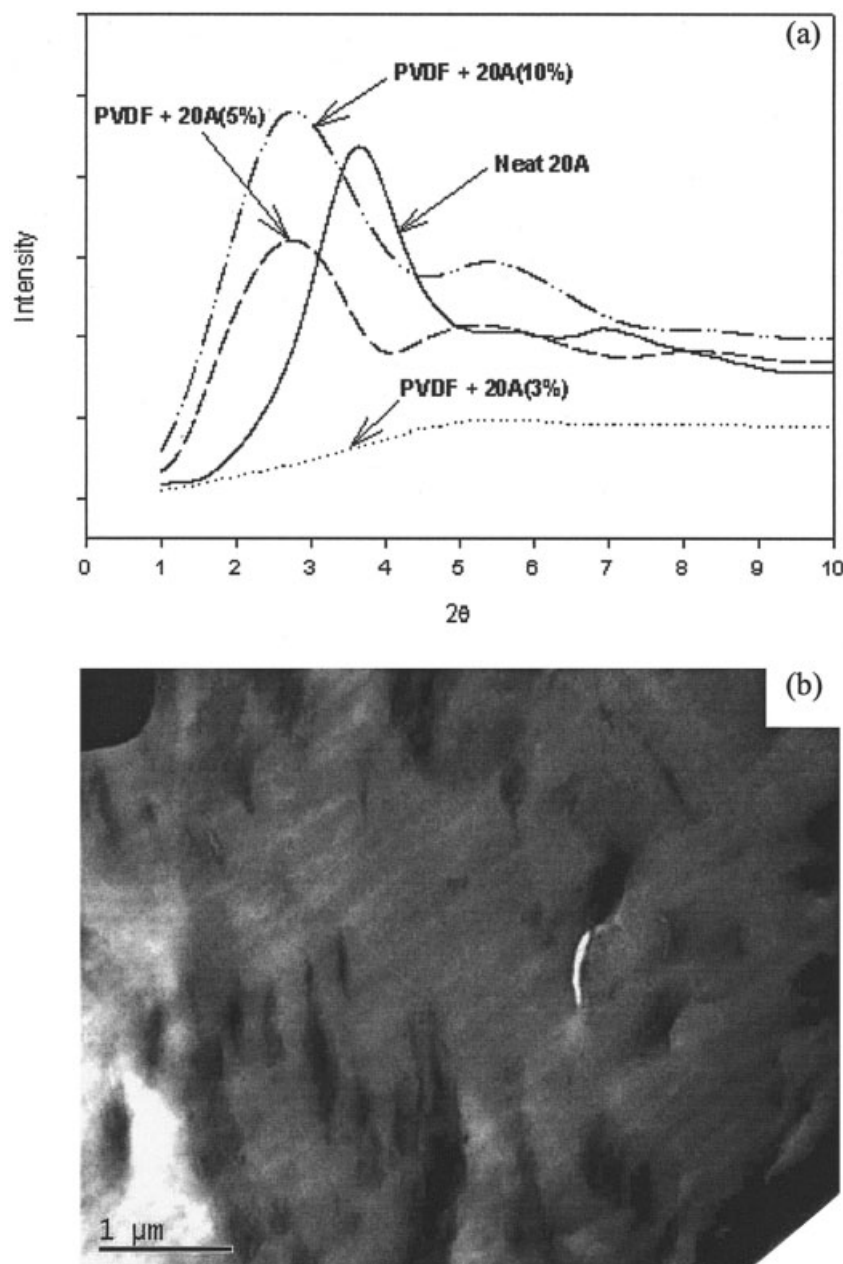 (a)
PVDF + 20A(10%)
PVDF + 20A(5%)
Neat 20A
PVDF + 20A(3%)
Intensity
0 1 2 3 4 5 6 7 8 9 10
2θ
(b)
1 µm